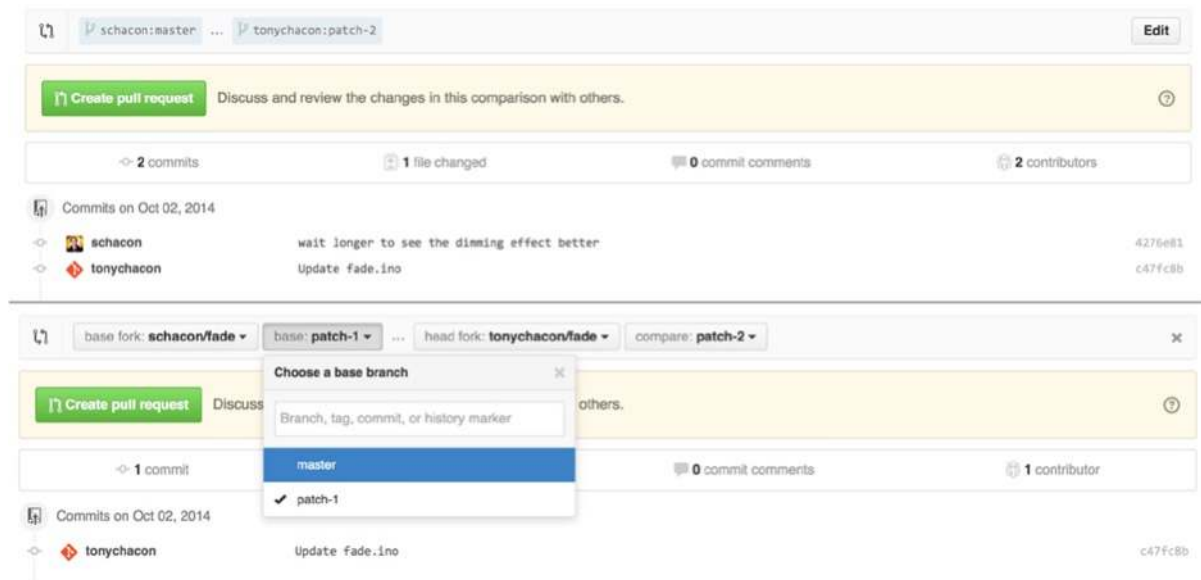 schacon:master ... tonychacon:patch-2 Edit
Create pull request Discuss and review the changes in this comparison with others.
2 commits 1 file changed 0 commit comments 2 contributors
Commits on Oct 02, 2014
schacon wait longer to see the dimming effect better 4276e81
tonychacon Update fade.ino c47fc8b
base fork: schacon/fade base: patch-1 ... head fork: tonychacon/fade compare: patch-2
Choose a base branch
Create pull request Discuss others.
Branch, tag, commit, or history marker
1 commit master 0 commit comments 1 contributor
patch-1
Commits on Oct 02, 2014
tonychacon Update fade.ino c47fc8b